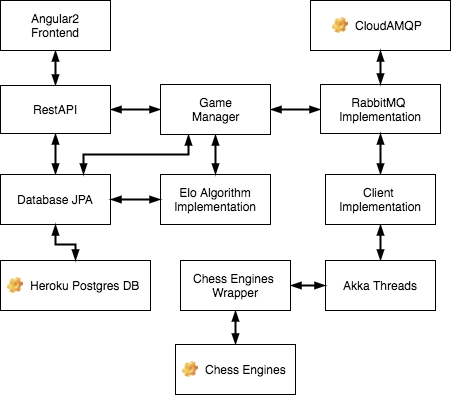 Angular2
Frontend
CloudAMQP
RestAPI
Game
Manager
RabbitMQ
Implementation
Database JPA
Elo Algorithm
Implementation
Client
Implementation
Heroku Postgres DB
Chess Engines
Wrapper
Akka Threads
Chess Engines